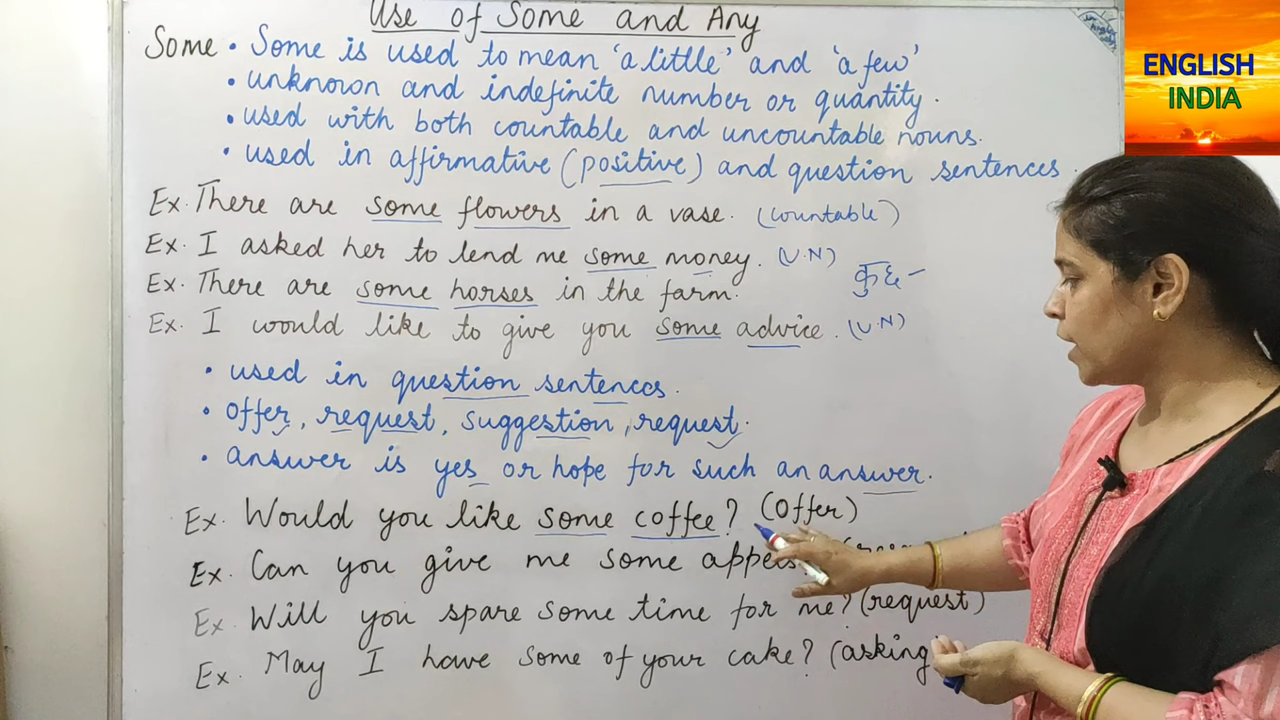 Use of Some and Any
ENGLISH
INDIA
Some • Some is used to mean 'a little' and 'a few'
• unknown and indefinite number or quantity.
• used with both countable and uncountable nouns.
• used in affirmative (positive) and question sentences.
Ex. There are some flowers in a vase. (countable)
Ex. I asked her to lend me some money. (U.N)
Ex. There are some horses in the farm.
कुछ –
Ex. I would like to give you some advice. (U.N)
• used in question sentences.
• offer, request, suggestion, request.
• answer is yes or hope for such an answer.
Ex. Would you like some coffee? (Offer)
Ex. Can you give me some
Ex. Will you spare some time for me? (request)
Ex. May I have some of your cake? (asking